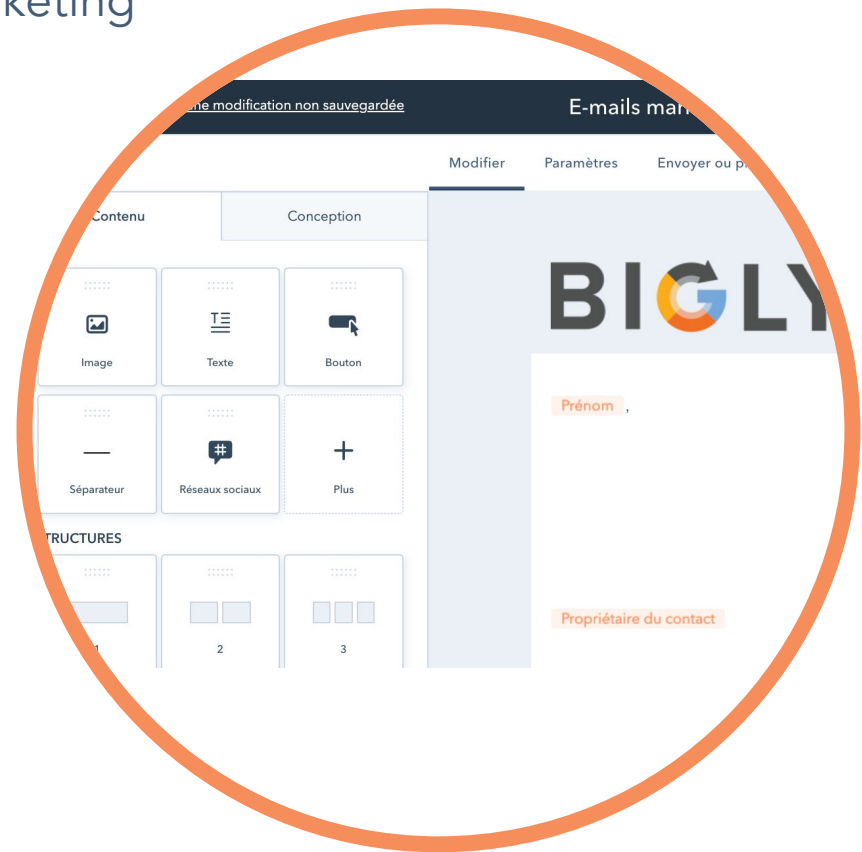 keting
ne modification non sauvegardée
E-mails mar
Modifier
Paramètres
Envoyer ou p
Contenu
Conception
Image
Texte
Bouton
Séparateur
Réseaux sociaux
Plus
TRUCTURES
1
2
3
BIGLY
Prénom ,
Propriétaire du contact